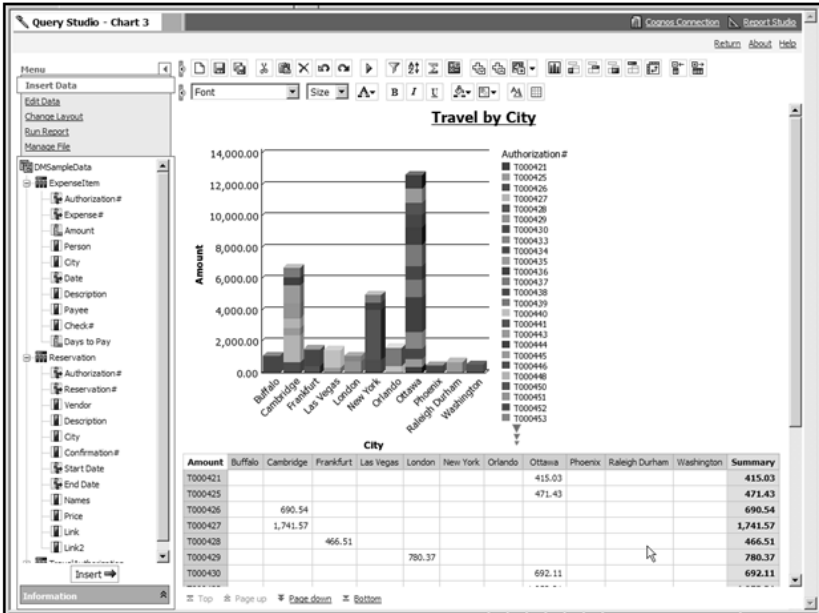 Query Studio - Chart 3
Cognos Connection
Report Studio
Return About Help
Menu
Insert Data
Edit Data
Change Layout
Run Report
Manage File
Font
Size
A
B I U
DMSampleData
ExpenseItem
Authorization#
Expense#
Amount
Person
City
Date
Description
Payee
Check#
Days to Pay
Reservation
Authorization#
Reservation#
Vendor
Description
City
Confirmation#
Start Date
End Date
Names
Price
Link
Link2
Insert
Information
Travel by City
Amount
14,000.00
12,000.00
10,000.00
8,000.00
6,000.00
4,000.00
2,000.00
0.00
Buffalo
Cambridge
Frankfurt
Las Vegas
London
New York
Orlando
Ottawa
Phoenix
Raleigh Durham
Washington
City
Authorization#
T000421
T000425
T000426
T000427
T000428
T000429
T000430
T000433
T000434
T000435
T000436
T000437
T000438
T000439
T000440
T000441
T000443
T000444
T000445
T000446
T000448
T000450
T000451
T000452
T000453
Amount Buffalo Cambridge Frankfurt Las Vegas London New York Orlando Ottawa Phoenix Raleigh Durham Washington Summary
T000421 415.03 415.03
T000425 471.43 471.43
T000426 690.54 690.54
T000427 1,741.57 1,741.57
T000428 466.51 466.51
T000429 780.37 780.37
T000430 692.11 692.11
Top Page up Page down Bottom